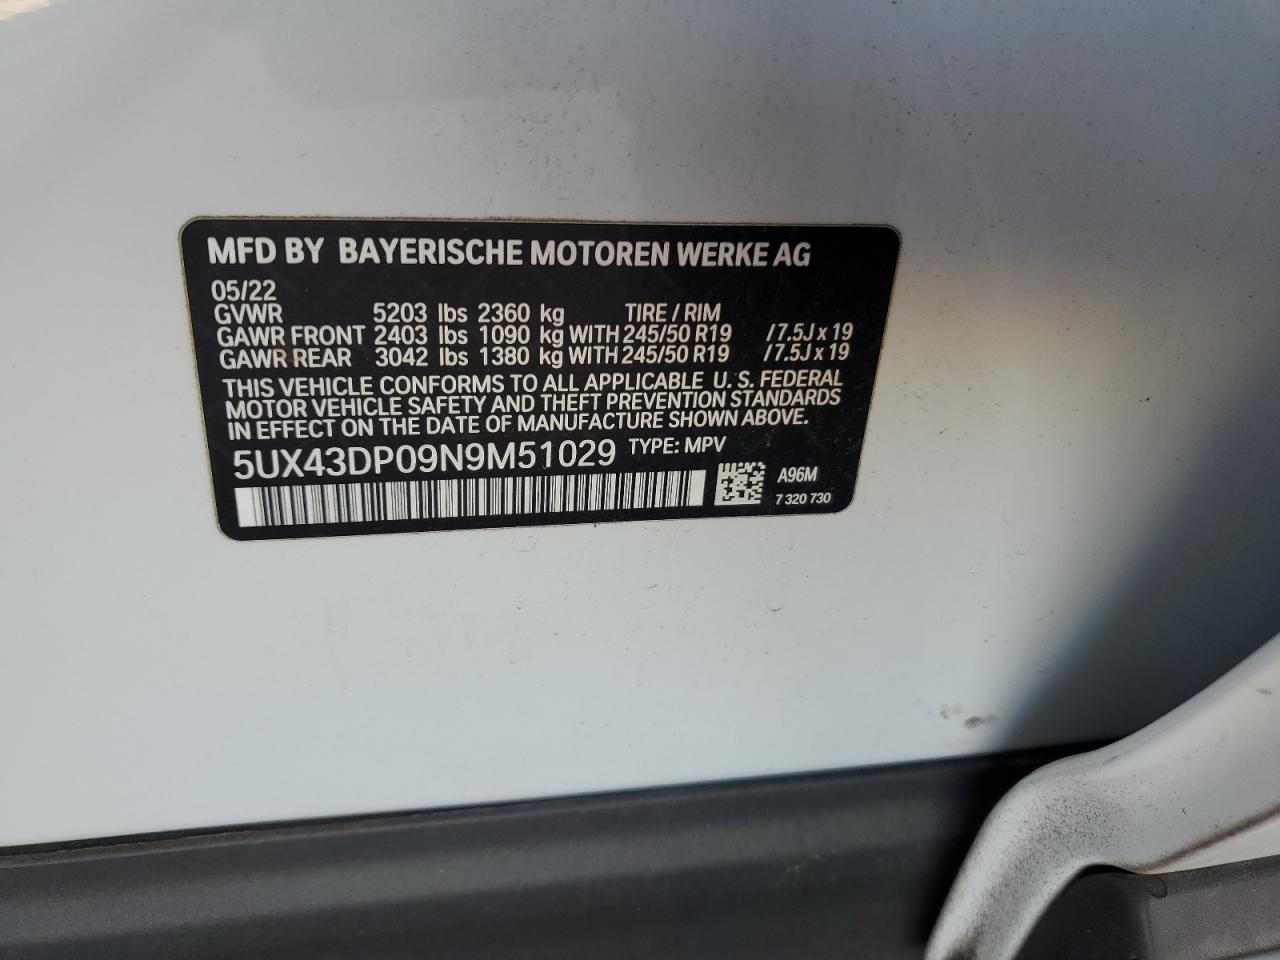 MFD BY BAYERISCHE MOTOREN WERKE AG
05/22
GVWR 5203 lbs 2360 kg TIRE / RIM
GAWR FRONT 2403 lbs 1090 kg WITH 245/50 R19 / 7.5J x 19
GAWR REAR 3042 lbs 1380 kg WITH 245/50 R19 / 7.5J x 19
THIS VEHICLE CONFORMS TO ALL APPLICABLE U. S. FEDERAL
MOTOR VEHICLE SAFETY AND THEFT PREVENTION STANDARDS
IN EFFECT ON THE DATE OF MANUFACTURE SHOWN ABOVE.
5UX43DP09N9M51029 TYPE: MPV
A96M
7 320 730